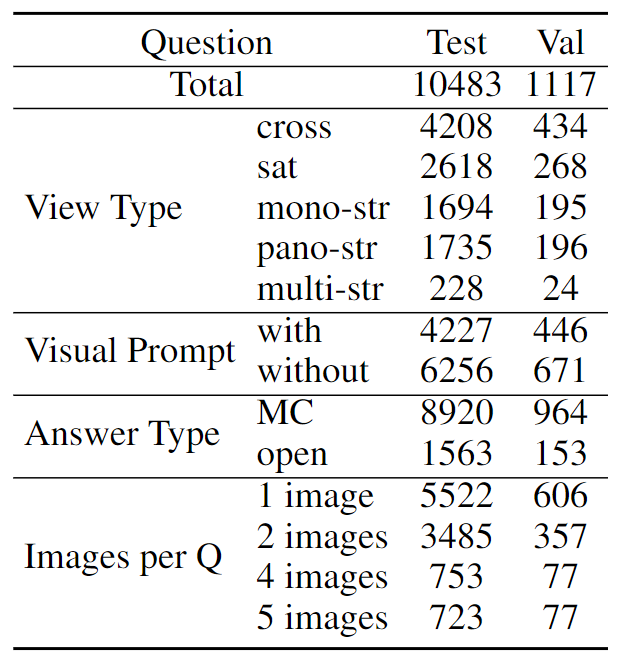 Question Test Val
Total 10483 1117
View Type
cross 4208 434
sat 2618 268
mono-str 1694 195
pano-str 1735 196
multi-str 228 24
Visual Prompt
with 4227 446
without 6256 671
Answer Type
MC 8920 964
open 1563 153
Images per Q
1 image 5522 606
2 images 3485 357
4 images 753 77
5 images 723 77